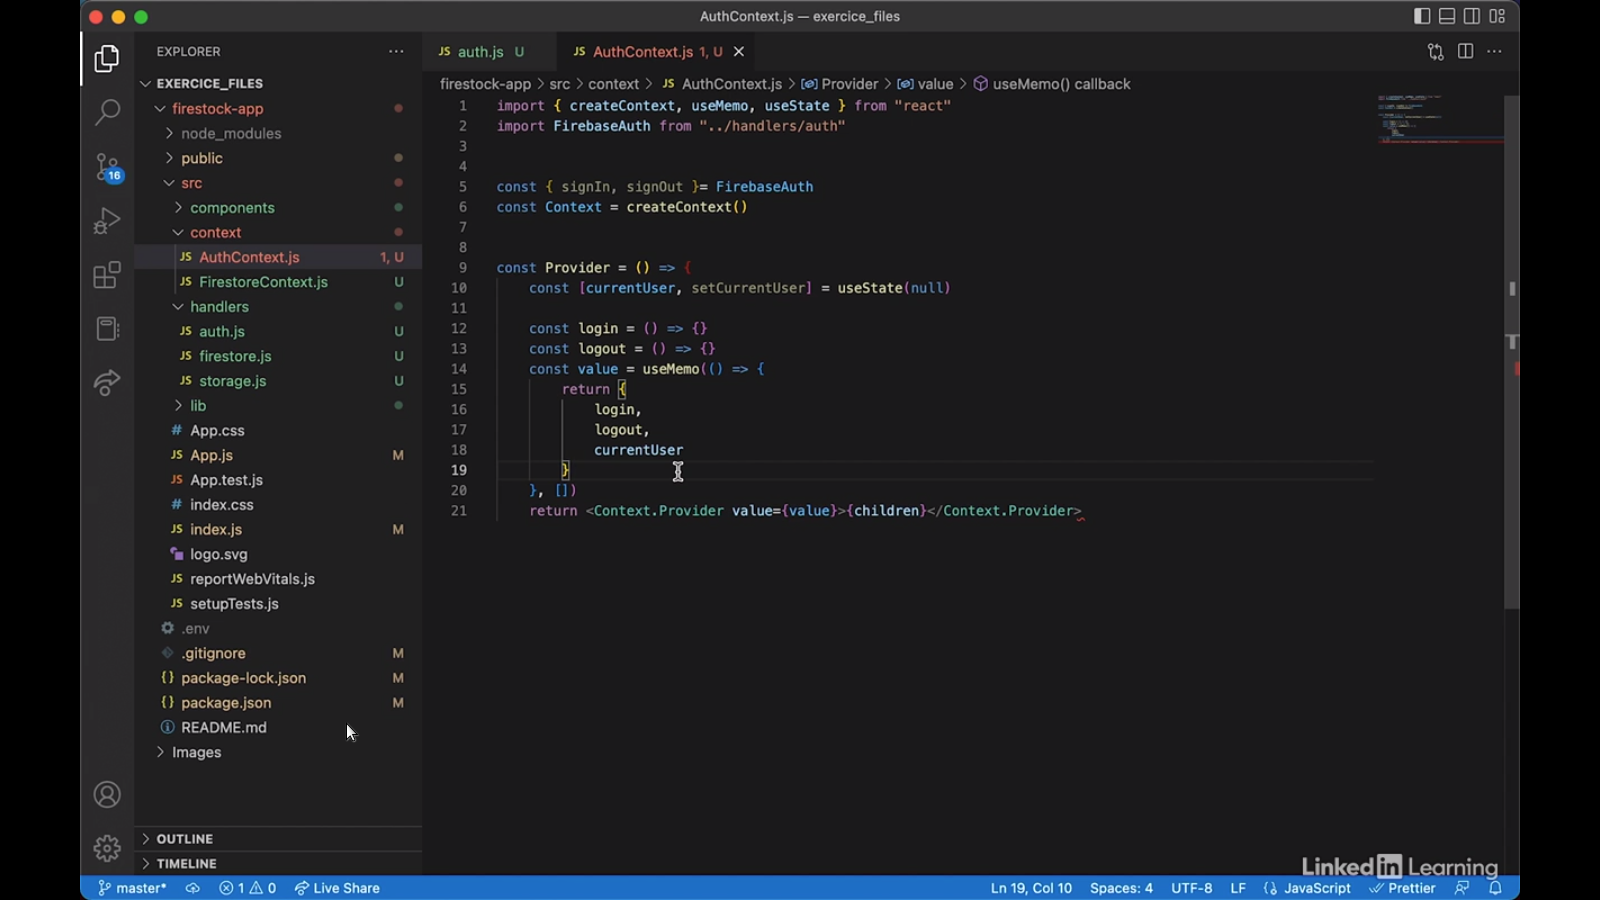 AuthContext.js — exercice_files
EXPLORER
JS auth.js U
JS AuthContext.js 1, U
EXERCICE_FILES
firestock-app > src > context > JS AuthContext.js > Provider > value > useMemo() callback
firestock-app
node_modules
public
src
components
context
JS AuthContext.js 1, U
JS FirestoreContext.js U
handlers
JS auth.js U
JS firestore.js U
JS storage.js U
lib
# App.css
JS App.js M
JS App.test.js
# index.css
JS index.js M
logo.svg
JS reportWebVitals.js
JS setupTests.js
.env
.gitignore M
{} package-lock.json M
{} package.json M
README.md
Images
OUTLINE
TIMELINE
16
1 import { createContext, useMemo, useState } from "react"
2 import FirebaseAuth from "../handlers/auth"
3
4
5 const { signIn, signOut }= FirebaseAuth
6 const Context = createContext()
7
8
9 const Provider = () => {
10 const [currentUser, setCurrentUser] = useState(null)
11
12 const login = () => {}
13 const logout = () => {}
14 const value = useMemo(() => {
15 return {
16 login,
17 logout,
18 currentUser
19 }
20 }, [])
21 return <Context.Provider value={value}>{children}</Context.Provider>
LinkedIn Learning
master* 1 0 Live Share
Ln 19, Col 10 Spaces: 4 UTF-8 LF {} JavaScript Prettier